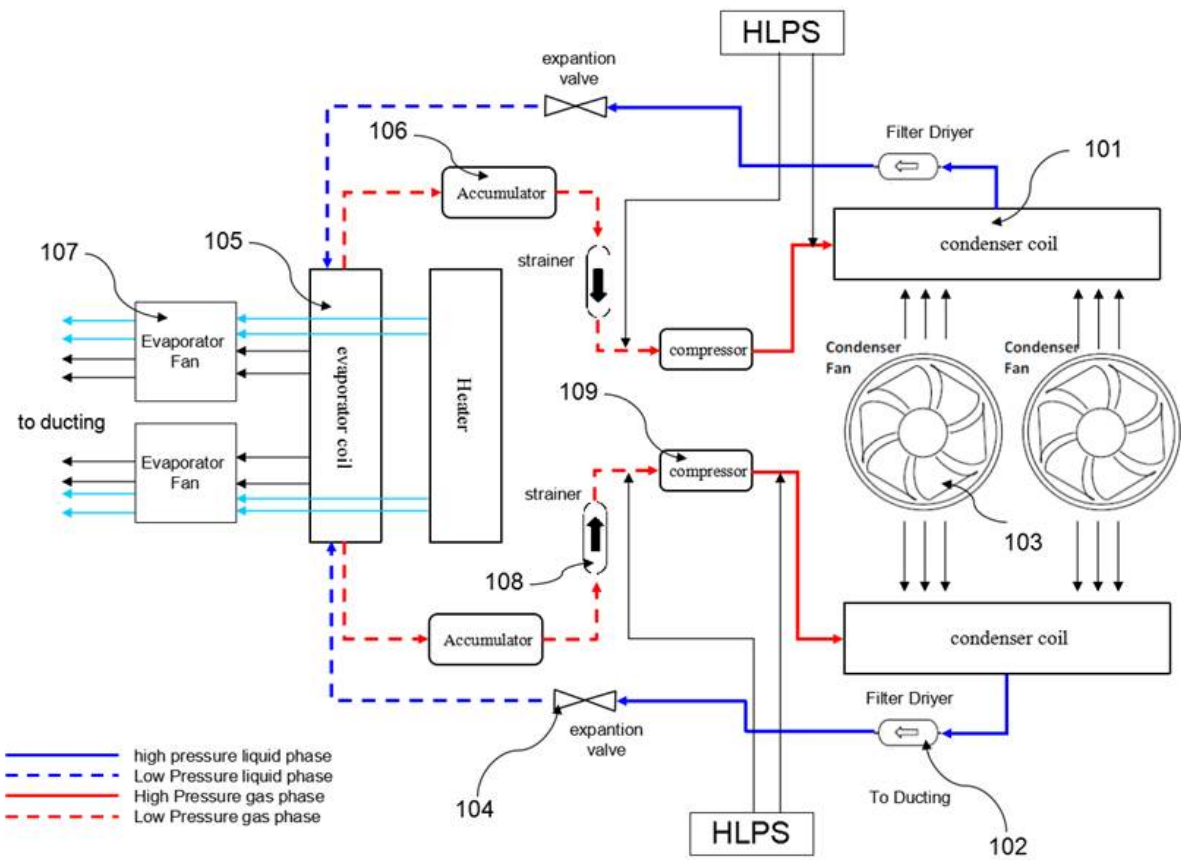 HLPS
expantion
valve
106
Filter Driyer
101
Accumulator
condenser coil
107
105
strainer
Evaporator
Fan
evaporator coil
Heater
compressor
Condenser
Fan
Condenser
Fan
to ducting
109
Evaporator
Fan
compressor
strainer
103
108
Accumulator
condenser coil
Filter Driyer
expantion
valve
104
To Ducting
102
HLPS
high pressure liquid phase
Low Pressure liquid phase
High Pressure gas phase
Low Pressure gas phase